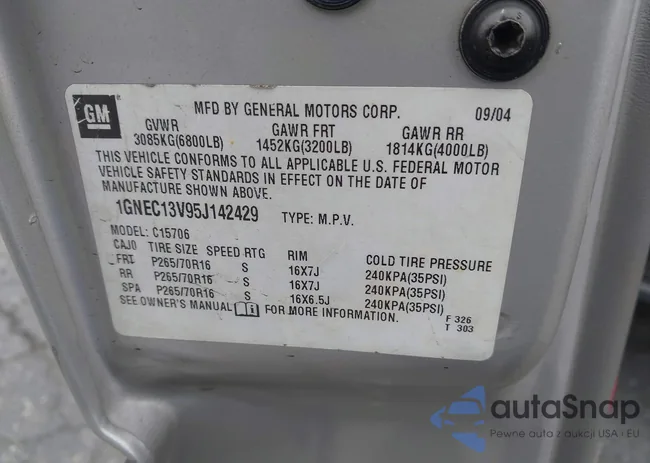 GM
MFD BY GENERAL MOTORS CORP. 09/04
GVWR GAWR FRT GAWR RR
3085KG(6800LB) 1452KG(3200LB) 1814KG(4000LB)
THIS VEHICLE CONFORMS TO ALL APPLICABLE U.S. FEDERAL MOTOR
VEHICLE SAFETY STANDARDS IN EFFECT ON THE DATE OF
MANUFACTURE SHOWN ABOVE.
1GNEC13V95J142429 TYPE: M.P.V.
MODEL: C15706
CAJ0 TIRE SIZE SPEED RTG RIM COLD TIRE PRESSURE
FRT P265/70R16 S 16X7J 240KPA(35PSI)
RR P265/70R16 S 16X7J 240KPA(35PSI)
SPA P265/70R16 S 16X6.5J 240KPA(35PSI)
SEE OWNER'S MANUAL FOR MORE INFORMATION.
F 326
T 303
autaSnap
Pewne auta z aukcji USA i EU